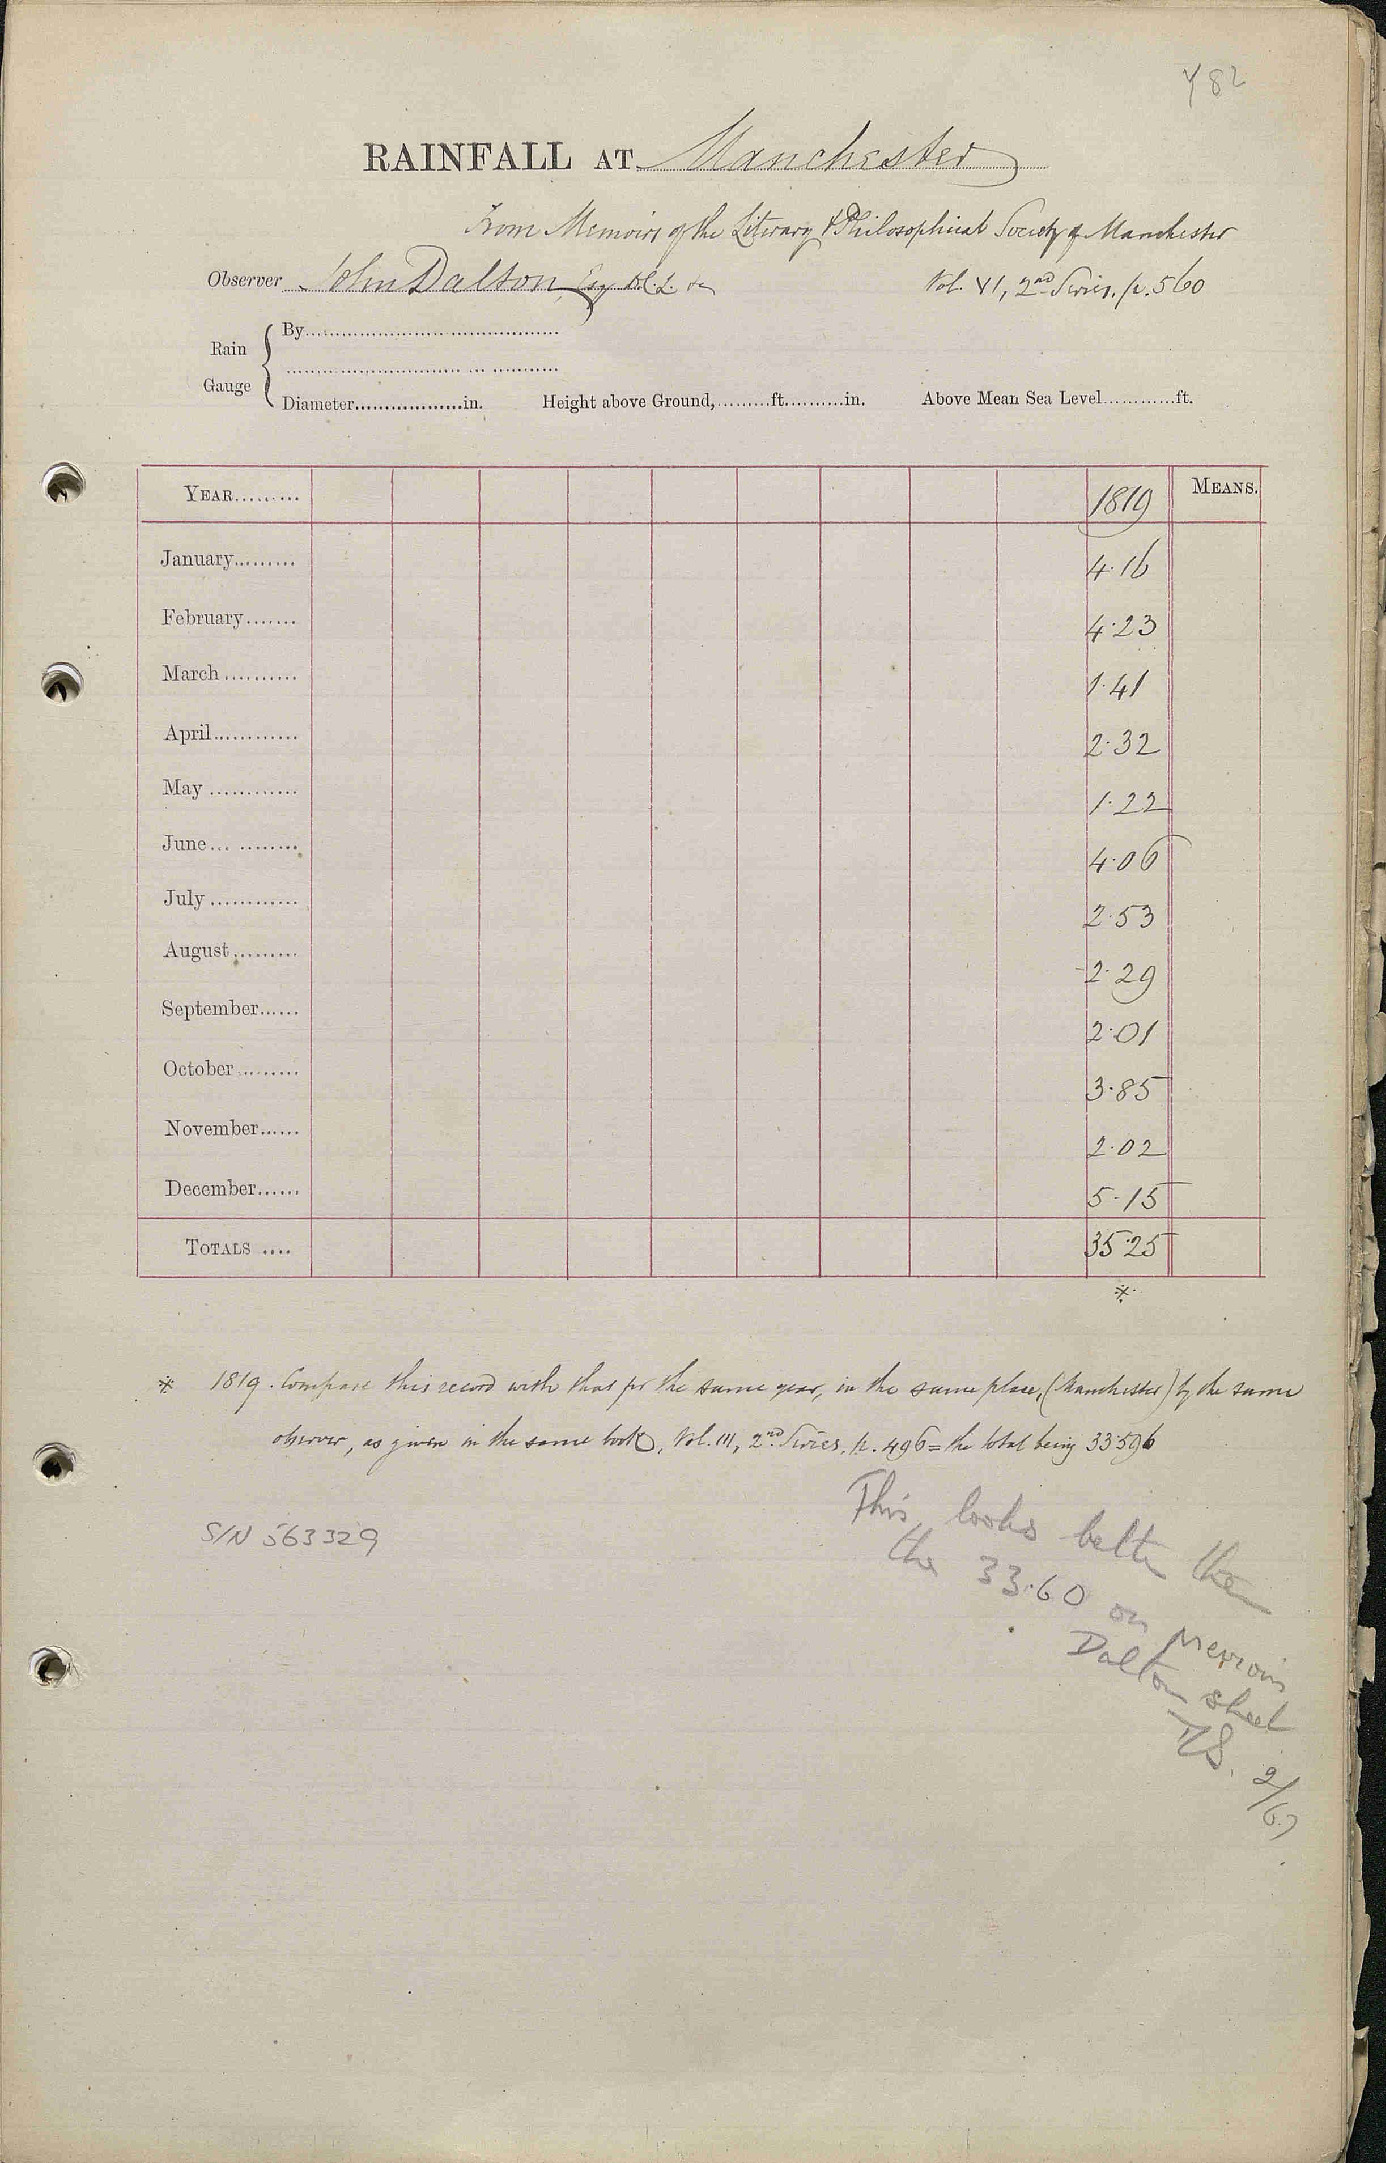 482
RAINFALL AT Manchester
From Memoirs of the Literary & Philosophical Society of Manchester
Observer John Dalton, Esq D.C.L. &c Vol. VI, 2nd Series, p. 560
Rain Gauge { By
Diameter in. Height above Ground, ft. in. Above Mean Sea Level ft.
YEAR 1819 MEANS.
January 4.16
February 4.23
March 1.41
April 2.32
May 1.22
June 4.06
July 2.53
August 2.29
September 2.01
October 3.85
November 2.02
December 5.15
TOTALS 35.25
*
* 1819. Compare this record with that for the same year, in the same place, (Manchester) by the same
observer, as given in the same book, Vol. III, 2nd Series, p. 496 = the total being 33.596
This looks better than
the 33.60 on previous
Dalton sheet
2/67
S/N 563329